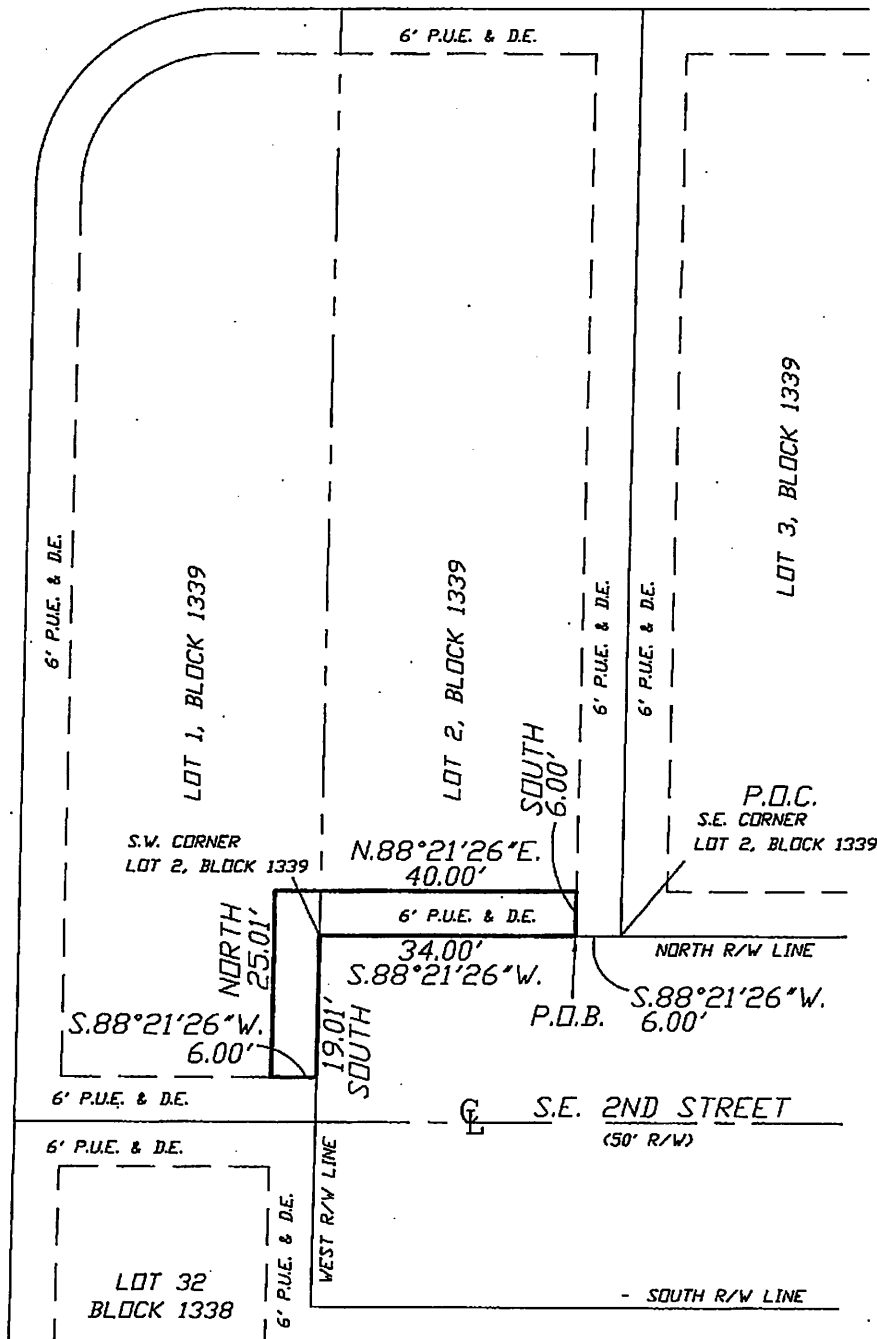 6' P.U.E. & D.E.
LOT 3, BLOCK 1339
6' P.U.E. & D.E.
LOT 1, BLOCK 1339
LOT 2, BLOCK 1339
6' P.U.E. & D.E.
6' P.U.E. & D.E.
SOUTH
6.00'
P.O.C.
S.E. CORNER
LOT 2, BLOCK 1339
S.W. CORNER
LOT 2, BLOCK 1339
N.88°21'26"E.
40.00'
6' P.U.E. & D.E.
NORTH
25.01'
34.00'
S.88°21'26"W.
NORTH R/W LINE
S.88°21'26"W.
6.00'
P.O.B.
S.88°21'26"W.
6.00'
19.01'
SOUTH
6' P.U.E. & D.E.
CL S.E. 2ND STREET
(50' R/W)
6' P.U.E. & D.E.
WEST R/W LINE
6' P.U.E. & D.E.
LOT 32
BLOCK 1338
- SOUTH R/W LINE